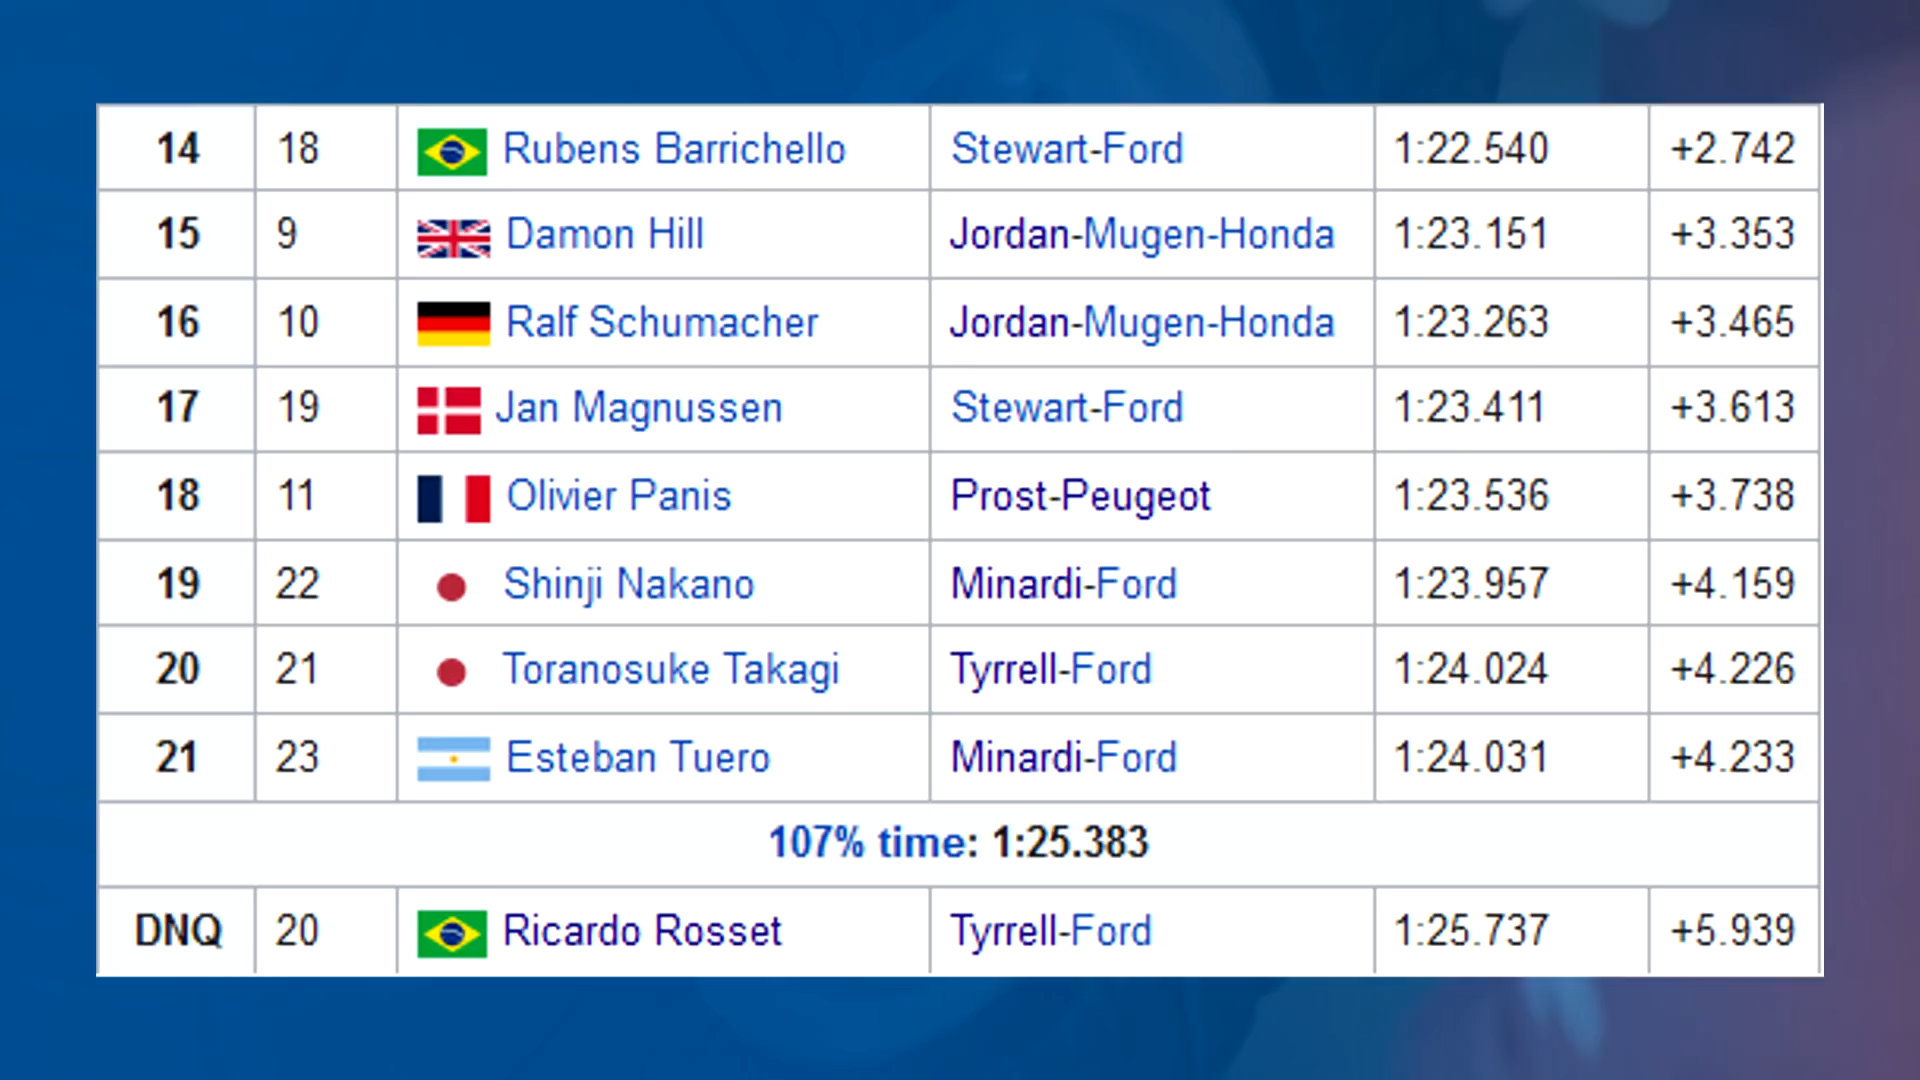 14 18 Rubens Barrichello Stewart-Ford 1:22.540 +2.742
15 9 Damon Hill Jordan-Mugen-Honda 1:23.151 +3.353
16 10 Ralf Schumacher Jordan-Mugen-Honda 1:23.263 +3.465
17 19 Jan Magnussen Stewart-Ford 1:23.411 +3.613
18 11 Olivier Panis Prost-Peugeot 1:23.536 +3.738
19 22 Shinji Nakano Minardi-Ford 1:23.957 +4.159
20 21 Toranosuke Takagi Tyrrell-Ford 1:24.024 +4.226
21 23 Esteban Tuero Minardi-Ford 1:24.031 +4.233
107% time: 1:25.383
DNQ 20 Ricardo Rosset Tyrrell-Ford 1:25.737 +5.939